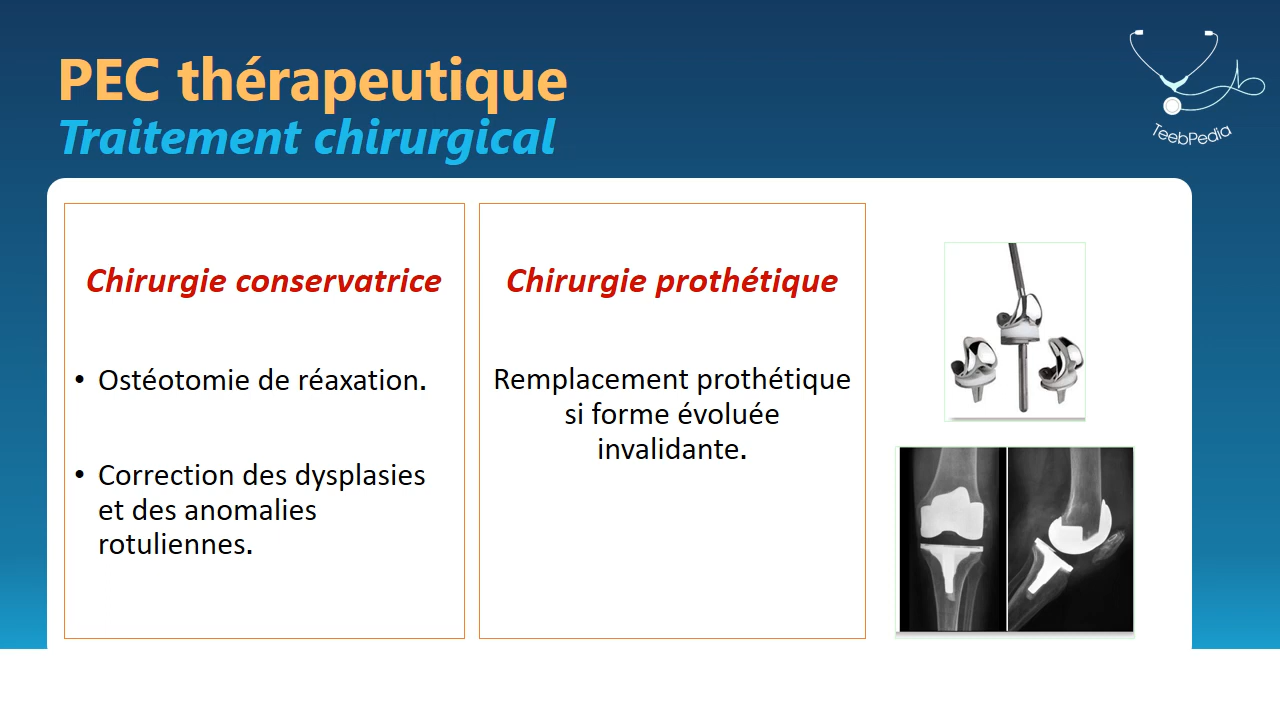 PEC thérapeutique
Traitement chirurgical
TeebPedia
Chirurgie conservatrice
• Ostéotomie de réaxation.
• Correction des dysplasies
et des anomalies
rotuliennes.
Chirurgie prothétique
Remplacement prothétique
si forme évoluée
invalidante.